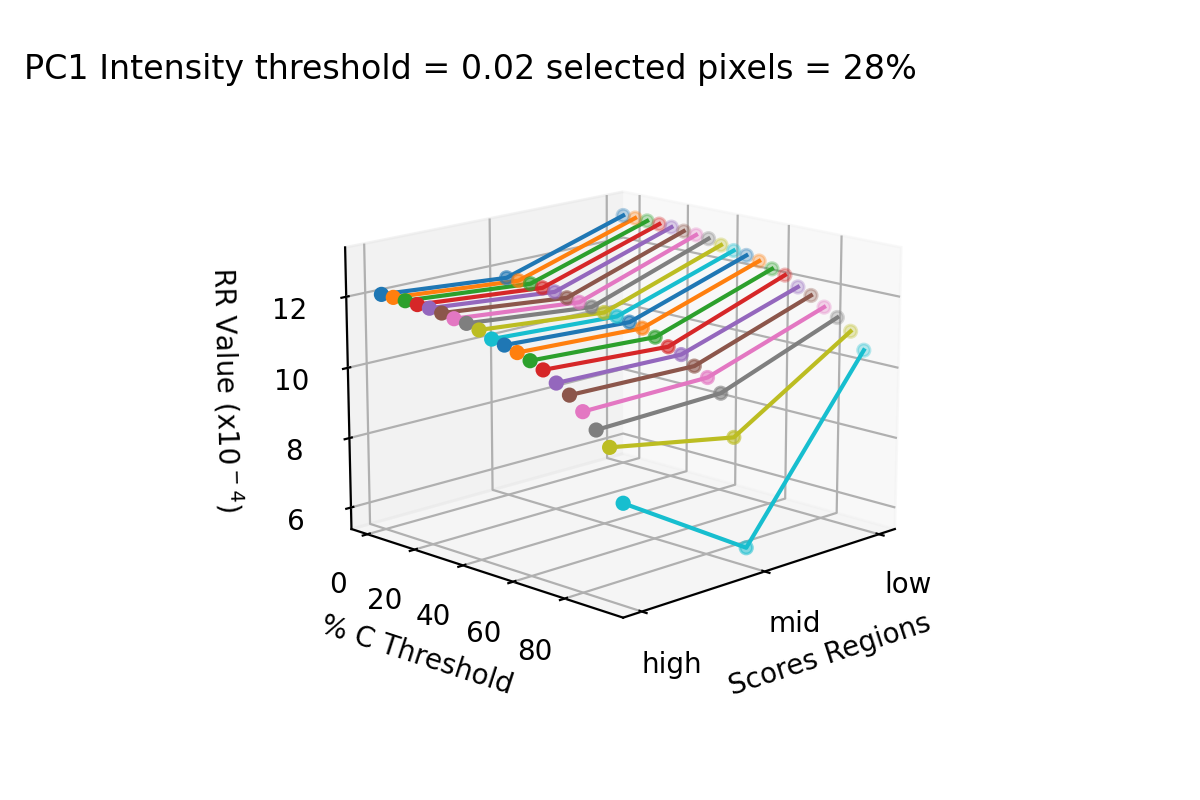 PC1 Intensity threshold = 0.02 selected pixels = 28%
RR Value (x10⁻⁴)
12
10
8
6
0
20
40
60
80
% C Threshold
high
mid
low
Scores Regions